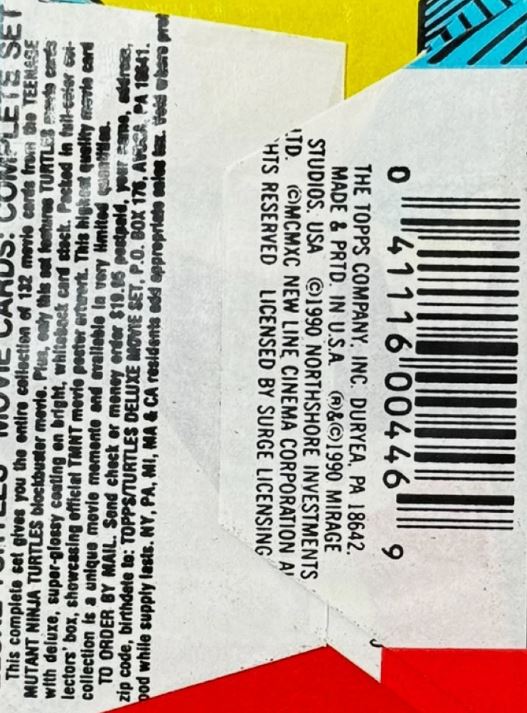 MOVIE CARDS: COMPLETE SET
This complete set gives you the entire collection of 132 movie cards from the TEENAGE
MUTANT NINJA TURTLES blockbuster movie. Plus, only this set features TURTLES movie cards
with deluxe, super-glossy coating on bright, whiteback card stock. Packed in full-color col-
lectors' box, showcasing official TMNT movie poster artwork. This highest quality movie card
collection is a unique movie memento and available in very limited quantities.
TO ORDER BY MAIL. Send check or money order $19.95 postpaid, your name, address,
zip code, birthdate to: TOPPS/TURTLES DELUXE MOVIE SET, P.O. BOX 176, AVOCA, PA 18641.
ood while supply lasts. NY, PA, MI, MA & CA residents add appropriate sales tax. Void where pro
0 41116 00446 9
THE TOPPS COMPANY, INC. DURYEA, PA 18642.
MADE & PRTD. IN U.S.A. ®&©1990 MIRAGE
STUDIOS, USA ©1990 NORTHSHORE INVESTMENTS
LTD. ©MCMXC NEW LINE CINEMA CORPORATION A
HTS RESERVED LICENSED BY SURGE LICENSING